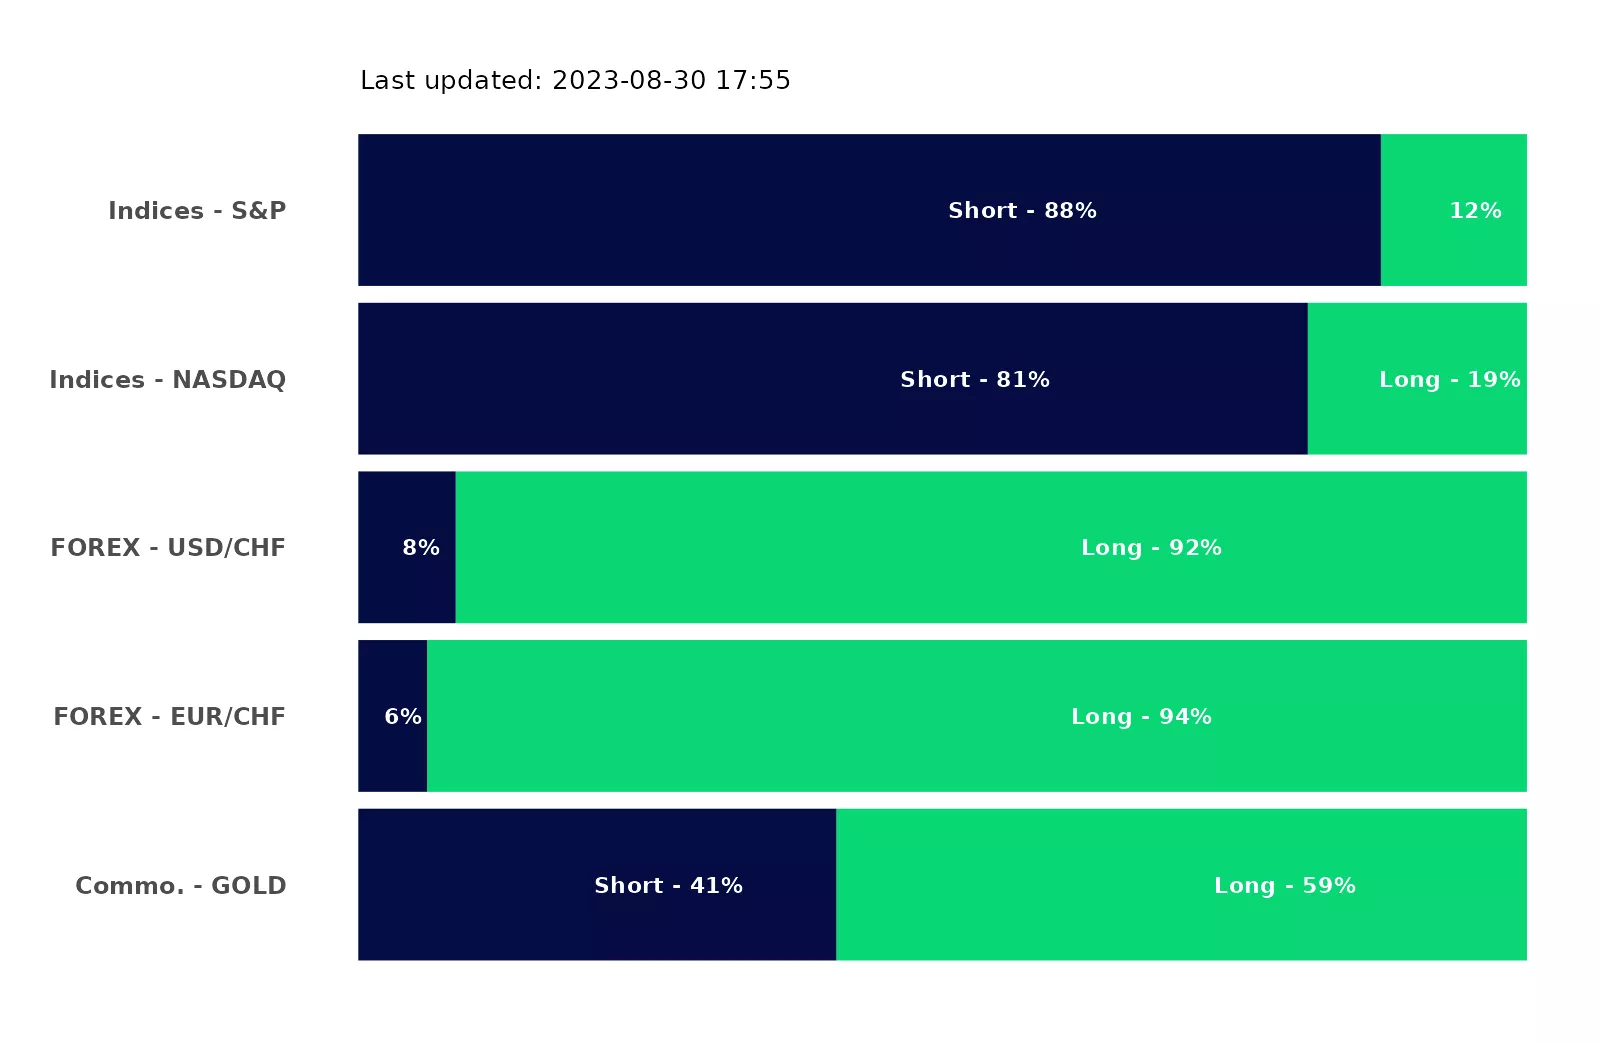 Last updated: 2023-08-30 17:55
Indices - S&P Short - 88% 12%
Indices - NASDAQ Short - 81% Long - 19%
FOREX - USD/CHF 8% Long - 92%
FOREX - EUR/CHF 6% Long - 94%
Commo. - GOLD Short - 41% Long - 59%